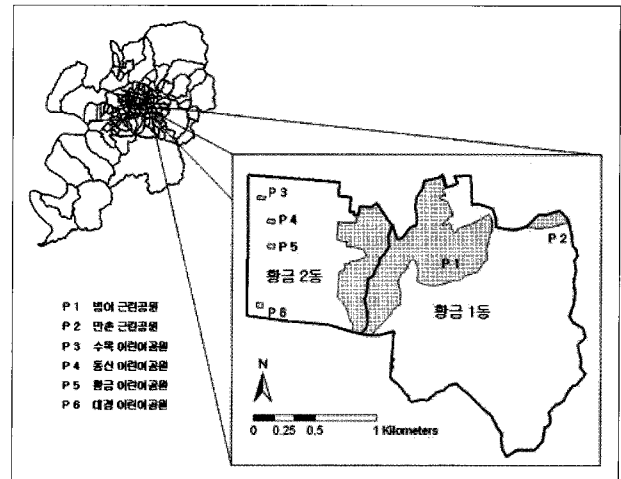 P 3
P 4
P 5
황금 2동
P 6
P 1
P 2
황금 1동
P 1 범어 근린공원
P 2 만촌 근린공원
P 3 수목 어린이공원
P 4 동산 어린이공원
P 5 황금 어린이공원
P 6 대경 어린이공원
N
0 0.25 0.5 1 Kilometers